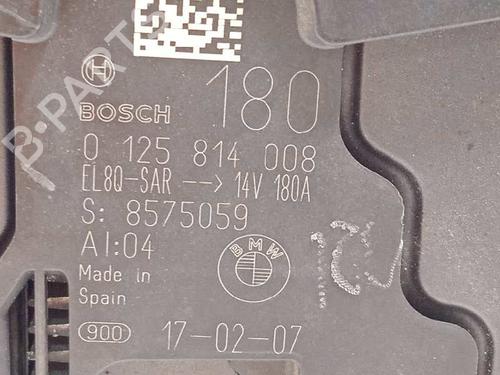 180
BOSCH
0 125 814 008
EL8Q-SAR --> 14V 180A
S: 8575059
AI:04
BMW
Made in
Spain
900
17-02-07
B-PARTS